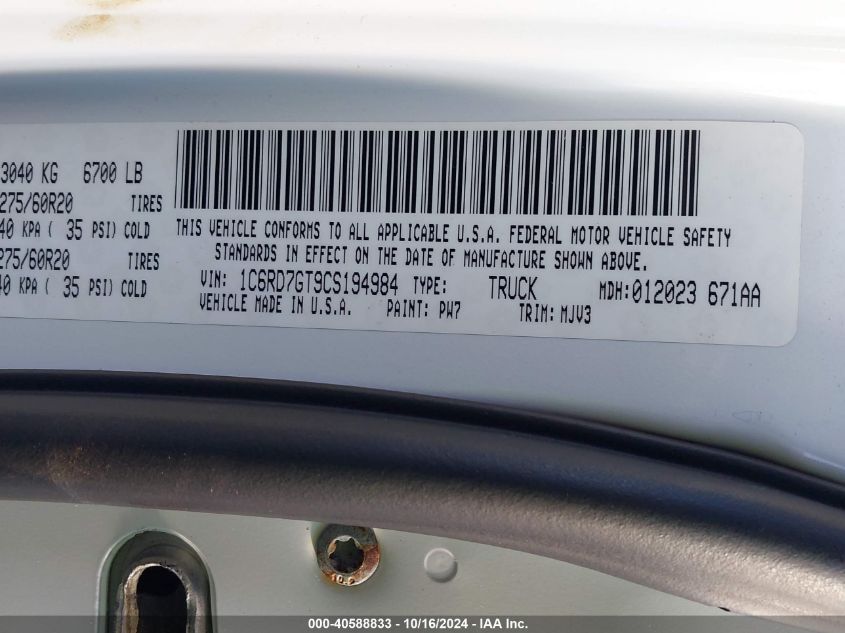 3040 KG 6700 LB
275/60R20 TIRES
40 KPA ( 35 PSI) COLD
275/60R20 TIRES
40 KPA ( 35 PSI) COLD
THIS VEHICLE CONFORMS TO ALL APPLICABLE U.S.A. FEDERAL MOTOR VEHICLE SAFETY
STANDARDS IN EFFECT ON THE DATE OF MANUFACTURE SHOWN ABOVE.
VIN: 1C6RD7GT9CS194984 TYPE: TRUCK MDH:012023 671AA
VEHICLE MADE IN U.S.A. PAINT: PW7 TRIM: MJV3
10.9
000-40588833 - 10/16/2024 - IAA Inc.